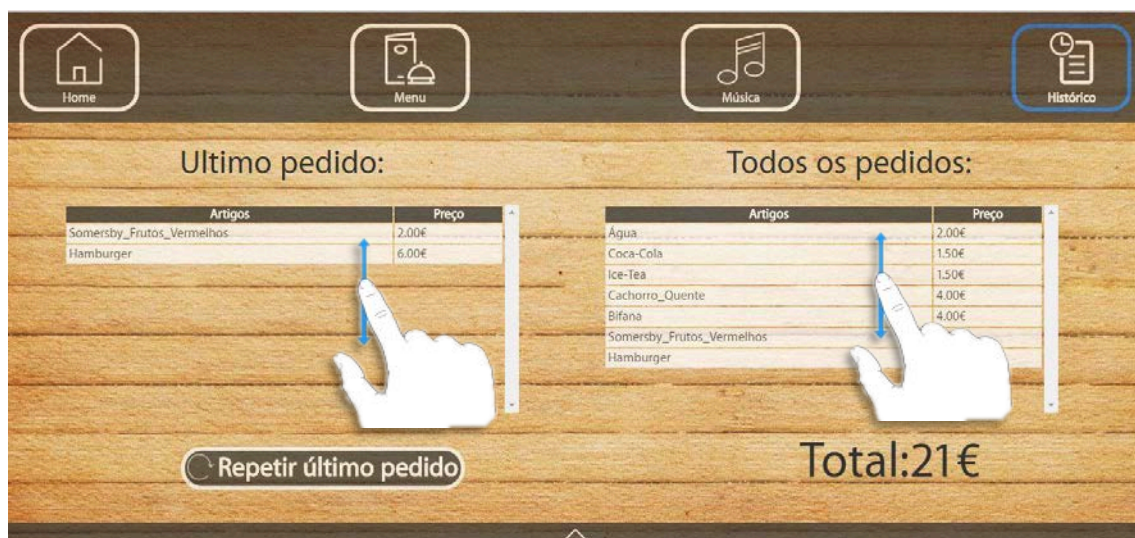 Home
Menu
Música
Histórico
Ultimo pedido:
Artigos Preço
Somersby_Frutos_Vermelhos 2.00€
Hamburger 6.00€
Repetir último pedido
Todos os pedidos:
Artigos Preço
Água 2.00€
Coca-Cola 1.50€
Ice-Tea 1.50€
Cachorro_Quente 4.00€
Bifana 4.00€
Somersby_Frutos_Vermelhos
Hamburger
Total:21€